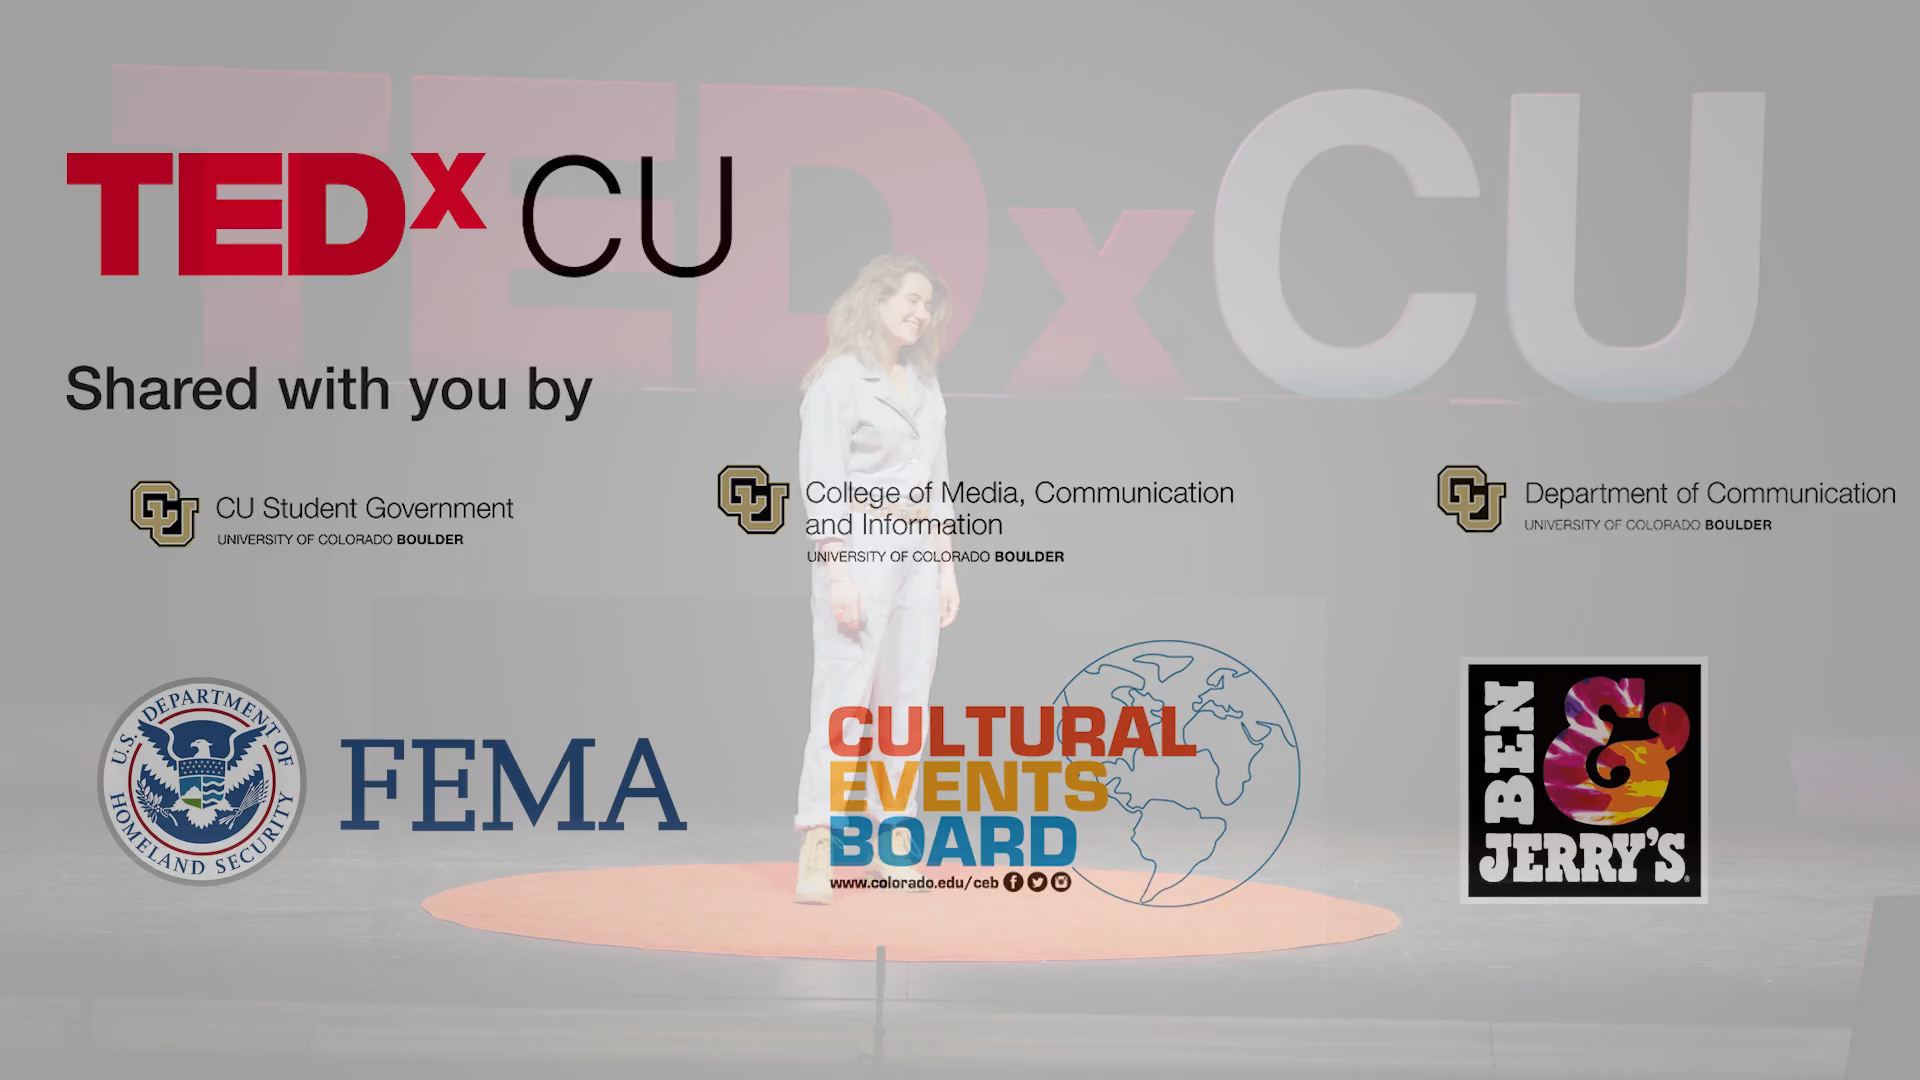 TEDxCU
TEDx CU
Shared with you by
CU Student Government
UNIVERSITY OF COLORADO BOULDER
College of Media, Communication
and Information
UNIVERSITY OF COLORADO BOULDER
Department of Communication
UNIVERSITY OF COLORADO BOULDER
U.S. DEPARTMENT OF
HOMELAND SECURITY
FEMA
CULTURAL
EVENTS
BOARD
www.colorado.edu/ceb
BEN &
JERRY'S